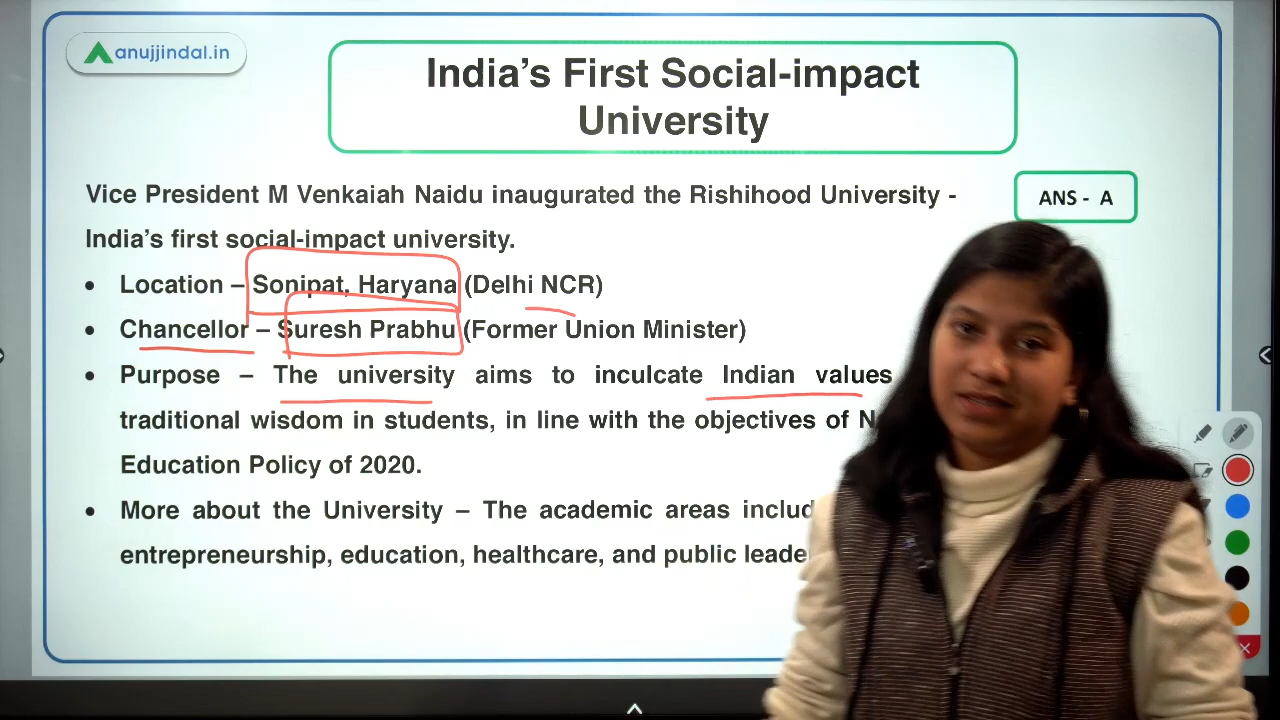 anujjindal.in
India's First Social-impact
University
Vice President M Venkaiah Naidu inaugurated the Rishihood University -
ANS - A
India's first social-impact university.
• Location – Sonipat, Haryana (Delhi NCR)
• Chancellor – Suresh Prabhu (Former Union Minister)
• Purpose – The university aims to inculcate Indian values
traditional wisdom in students, in line with the objectives of
Education Policy of 2020.
• More about the University – The academic areas
entrepreneurship, education, healthcare, and public